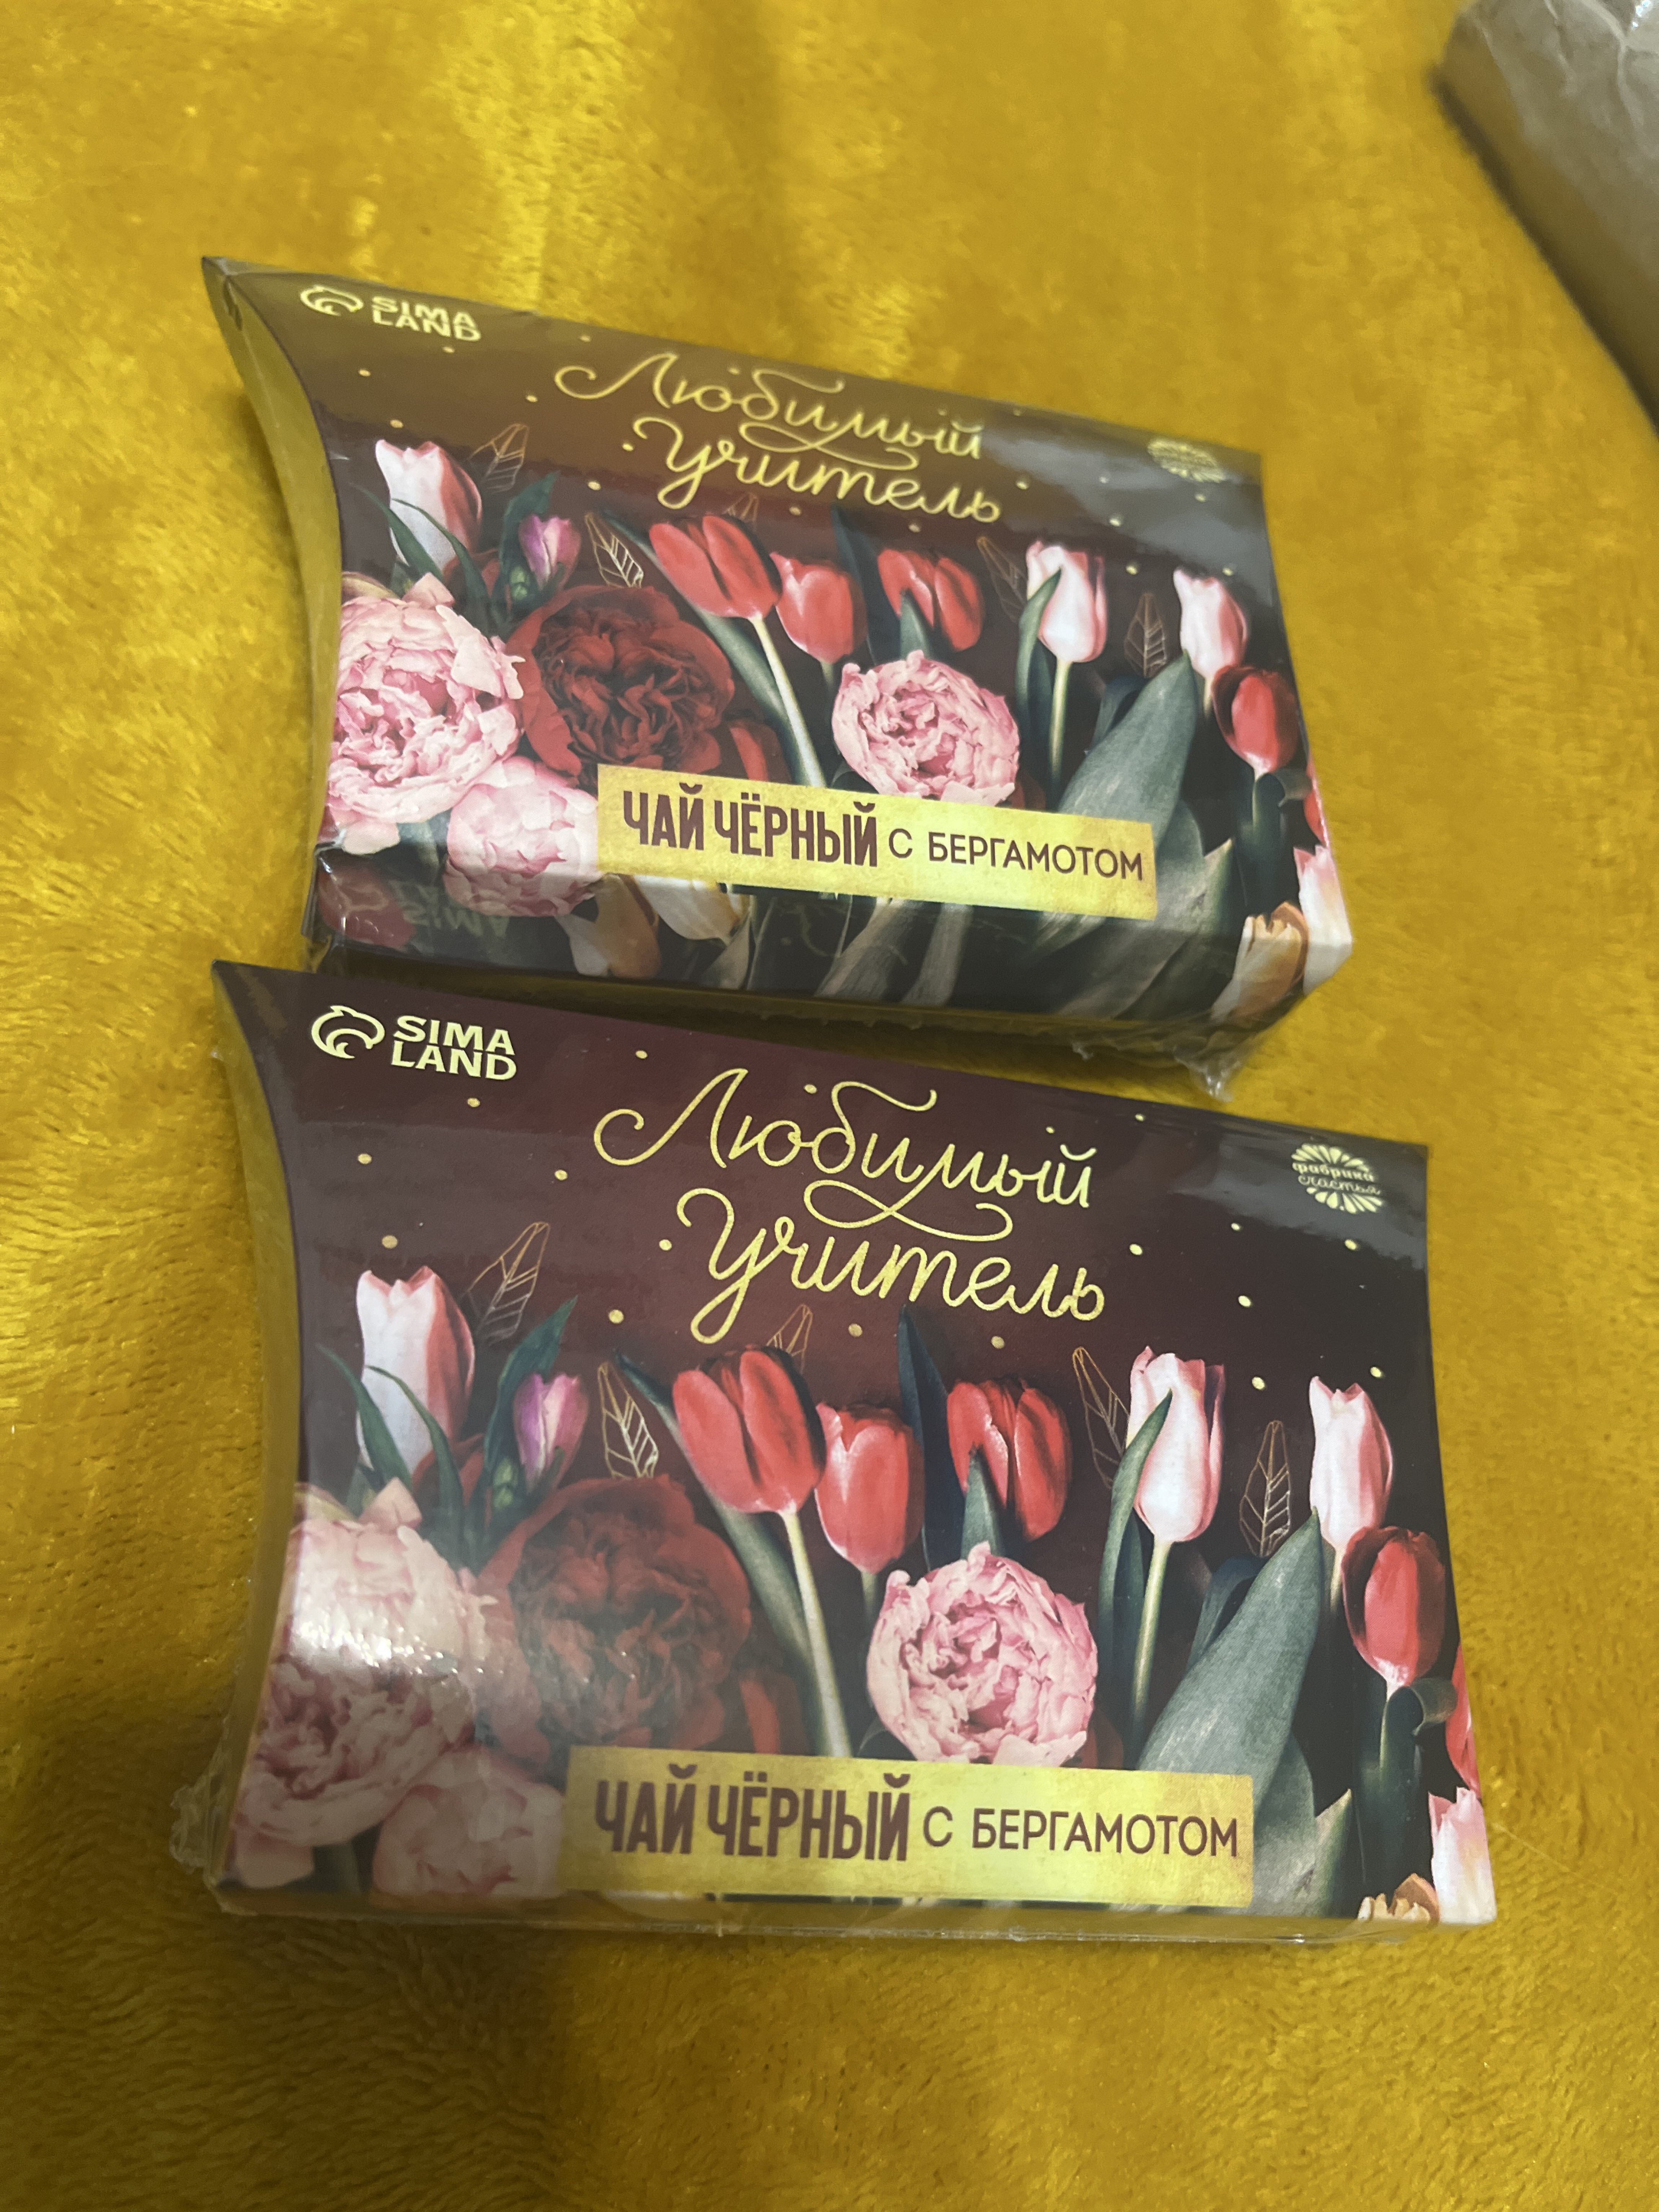 SIMA
LAND
Любимый
учитель
ЧАЙ ЧЁРНЫЙ С БЕРГАМОТОМ
SIMA
LAND
Любимый
учитель
фабрика
счастья
ЧАЙ ЧЁРНЫЙ С БЕРГАМОТОМ